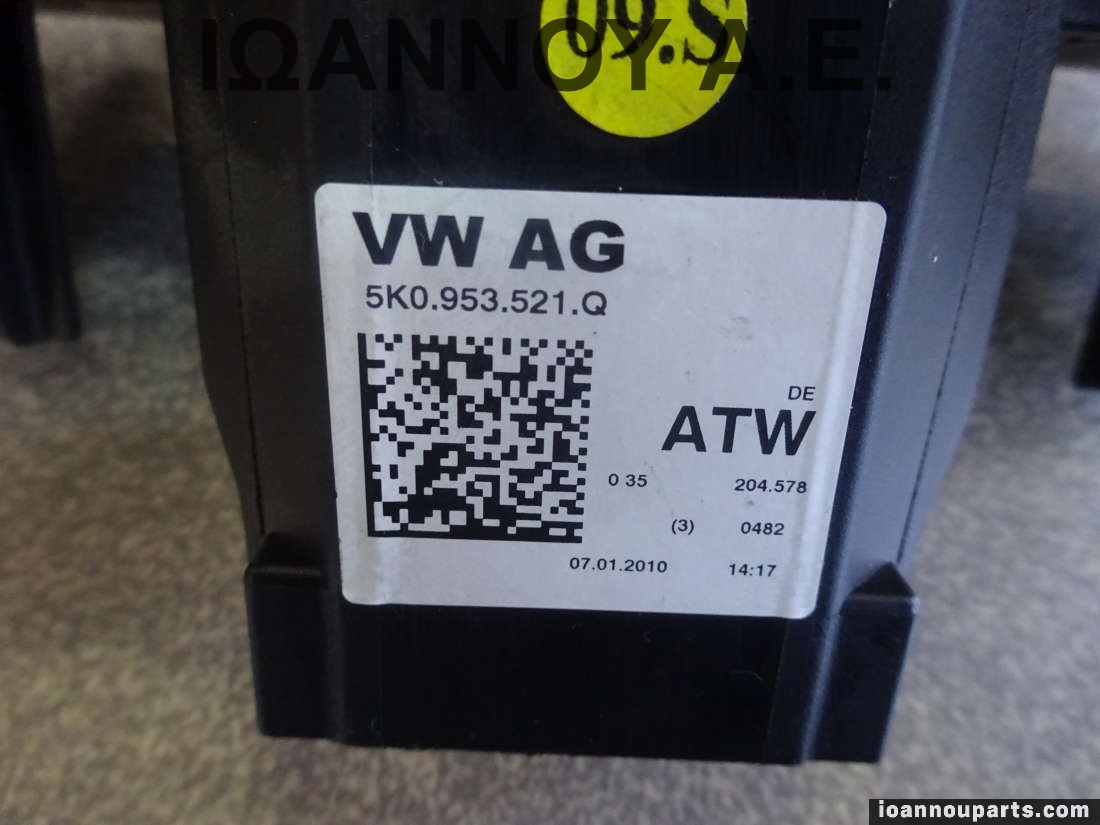 09.S
ΙΩΑΝΝΟΥ Α.Ε.
VW AG
5K0.953.521.Q
DE
ATW
0 35 204.578
(3) 0482
07.01.2010 14:17
ioannouparts.com